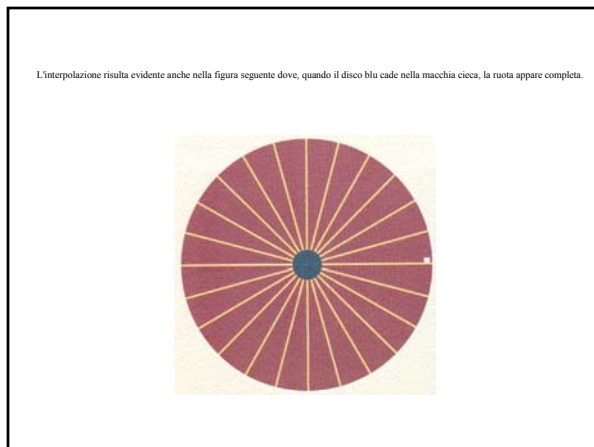 L'interpolazione risulta evidente anche nella figura seguente dove, quando il disco blu cade nella macchia cieca, la ruota appare completa.